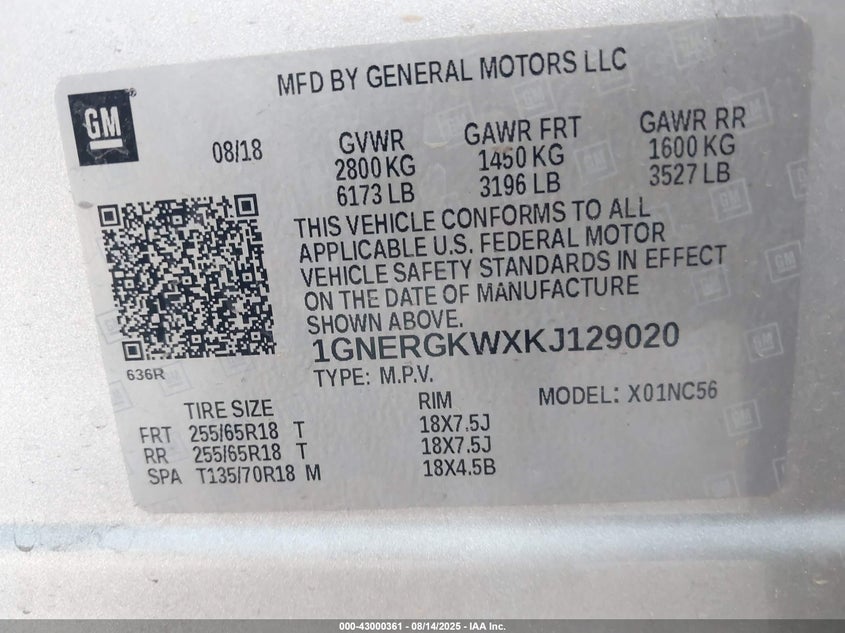 MFD BY GENERAL MOTORS LLC
GM
08/18 GVWR GAWR FRT GAWR RR
2800 KG 1450 KG 1600 KG
6173 LB 3196 LB 3527 LB
THIS VEHICLE CONFORMS TO ALL
APPLICABLE U.S. FEDERAL MOTOR
VEHICLE SAFETY STANDARDS IN EFFECT
ON THE DATE OF MANUFACTURE
SHOWN ABOVE.
1GNERGKWXKJ129020
636R
TYPE: M.P.V. MODEL: X01NC56
TIRE SIZE RIM
FRT 255/65R18 T 18X7.5J
RR 255/65R18 T 18X7.5J
SPA T135/70R18 M 18X4.5B
000-43000361 - 08/14/2025 - IAA Inc.